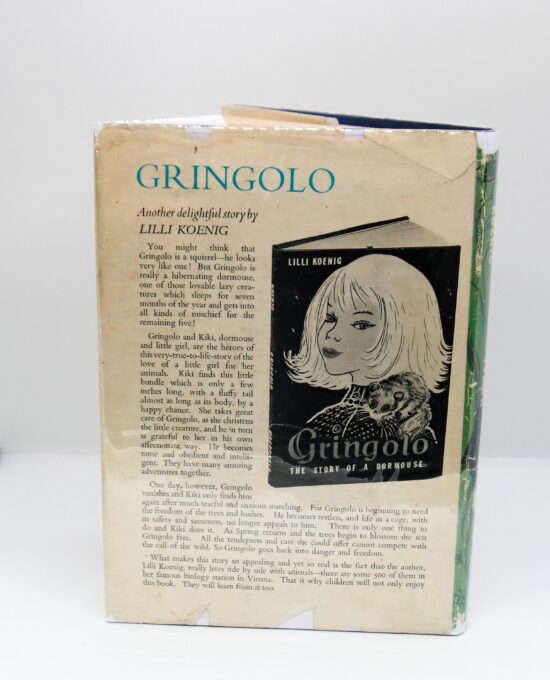 GRINGOLO
Another delightful story by
LILLI KOENIG
You might think that
Gringolo is a squirrel—he looks
very like one! But Gringolo is
really a hibernating dormouse,
one of those lovable lazy crea-
tures which sleeps for seven
months of the year and gets into
all kinds of mischief for the
remaining five!
Gringolo and Kiki, dormouse
and little girl, are the heroes of
this very-true-to-life-story of the
love of a little girl for her
animals. Kiki finds this little
bundle which is only a few
inches long, with a fluffy tail
almost as long as its body, by a
happy chance. She takes great
care of Gringolo, as she christens
the little creature, and he in turn
is grateful to her in his own
affectionate way. He becomes
tame and obedient and intelli-
gent. They have many amusing
adventures together.
One day, however, Gringolo
vanishes and Kiki only finds him
again after much tearful and anxious searching. For Gringolo is beginning to need
the freedom of the trees and bushes. He becomes restless, and life in a cage, with
its safety and sameness, no longer appeals to him. There is only one thing to
do and Kiki does it. As Spring returns and the trees begin to blossom she sets
Gringolo free. All the tenderness and care she could offer cannot compete with
the call of the wild. So Gringolo goes back into danger and freedom.
What makes this story so appealing and yet so real is the fact that the author,
Lilli Koenig, really lives side by side with animals—there are some 500 of them in
her famous biology station in Vienna. That is why children will not only enjoy
this book. They will learn from it too.
LILLI KOENIG
Gringolo
THE STORY OF A DORMOUSE